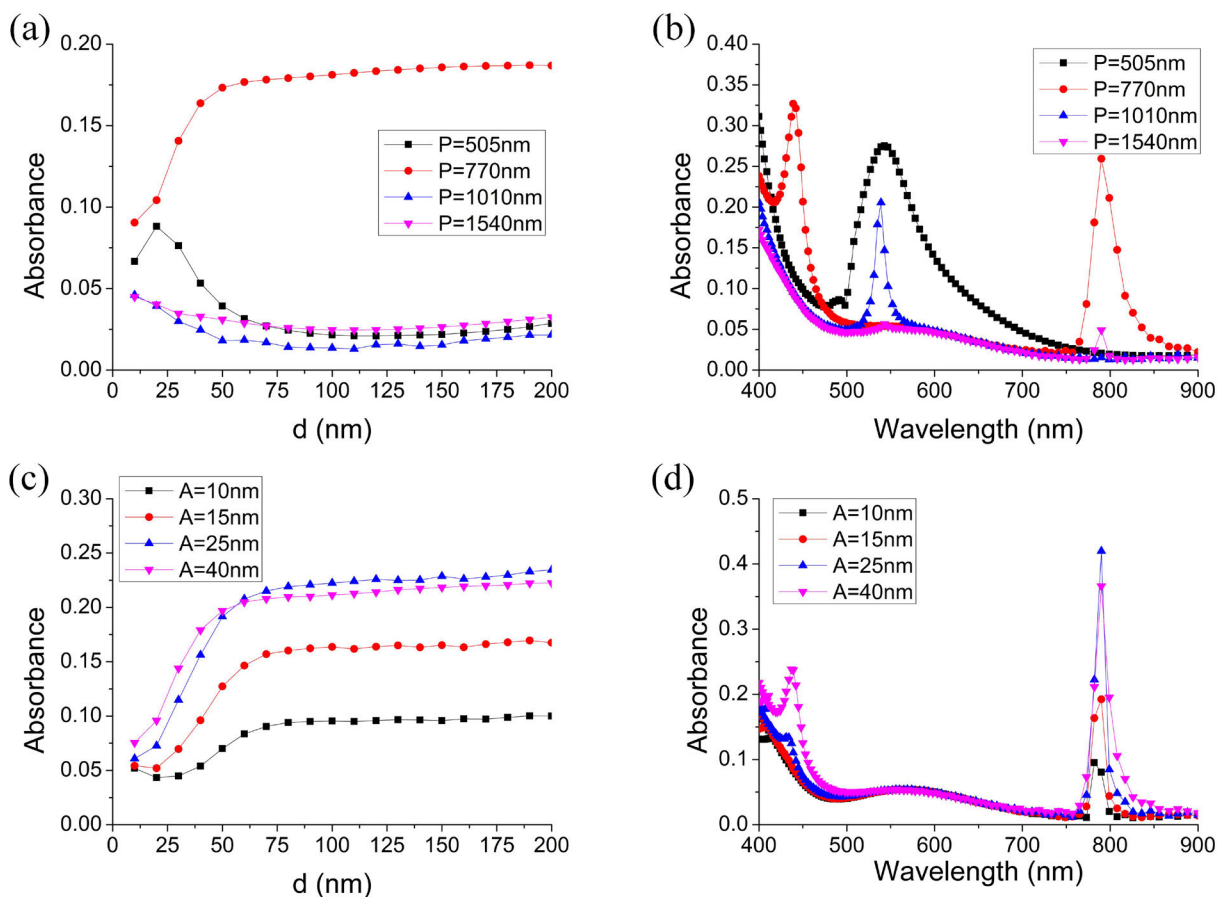 (a)
0.20
0.15
0.10
0.05
0.00
Absorbance
0 25 50 75 100 125 150 175 200
d (nm)
P=505nm
P=770nm
P=1010nm
P=1540nm
(b)
0.40
0.35
0.30
0.25
0.20
0.15
0.10
0.05
0.00
Absorbance
400 500 600 700 800 900
Wavelength (nm)
P=505nm
P=770nm
P=1010nm
P=1540nm
(c)
A=10nm
A=15nm
A=25nm
A=40nm
0.30
0.25
0.20
0.15
0.10
0.05
0.00
Absorbance
0 25 50 75 100 125 150 175 200
d (nm)
(d)
A=10nm
A=15nm
A=25nm
A=40nm
0.5
0.4
0.3
0.2
0.1
0.0
Absorbance
400 500 600 700 800 900
Wavelength (nm)